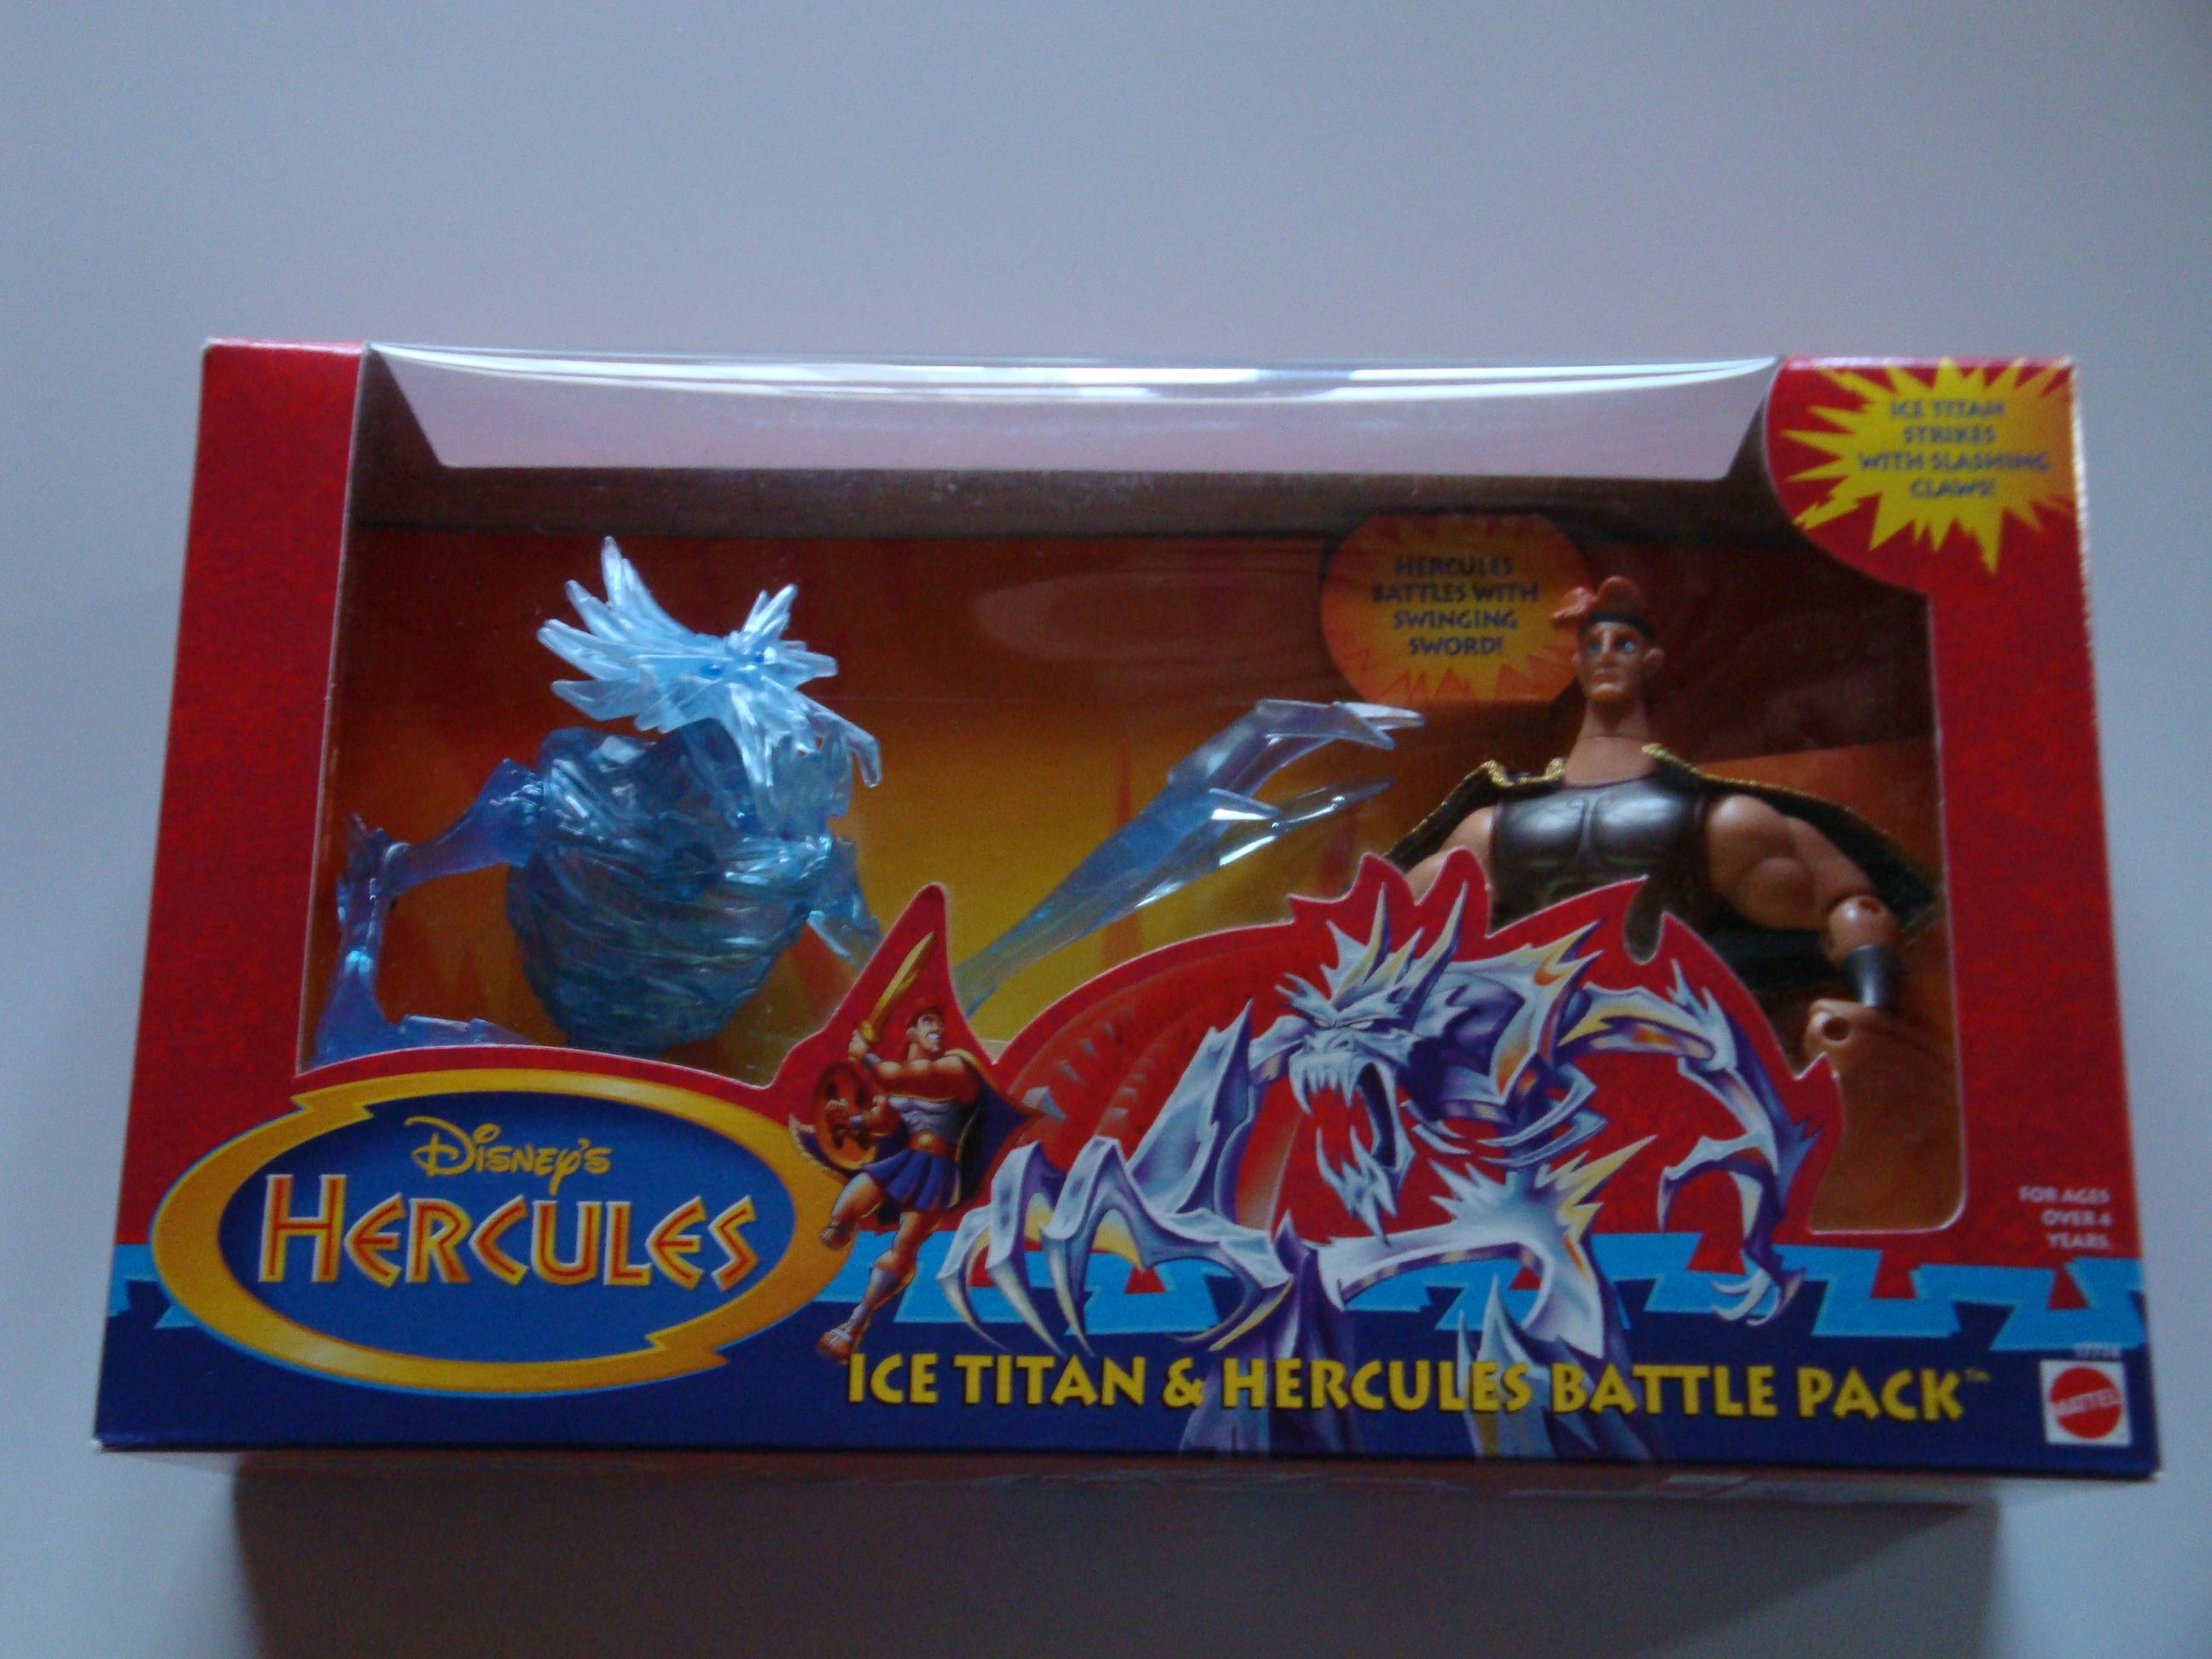 ICE TITAN
STRIKES
WITH SLASHING
CLAWS!
HERCULES
BATTLES WITH
SWINGING
SWORD!
DISNEY'S
HERCULES
FOR AGES
OVER 4
YEARS.
ICE TITAN & HERCULES BATTLE PACK™
MATTEL